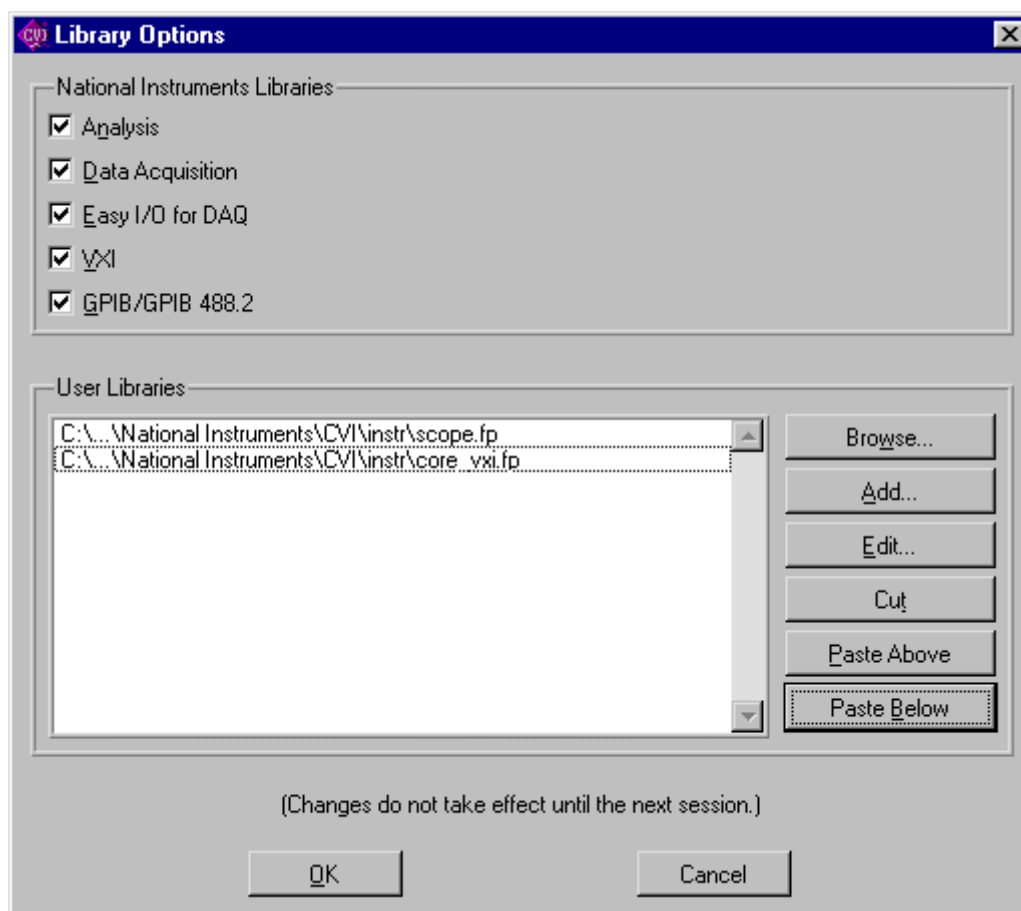 CVI Library Options
National Instruments Libraries
Analysis
Data Acquisition
Easy I/O for DAQ
VXI
GPIB/GPIB 488.2
User Libraries
C:\...\National Instruments\CVI\instr\scope.fp
C:\...\National Instruments\CVI\instr\core_vxi.fp
Browse...
Add...
Edit...
Cut
Paste Above
Paste Below
(Changes do not take effect until the next session.)
OK
Cancel